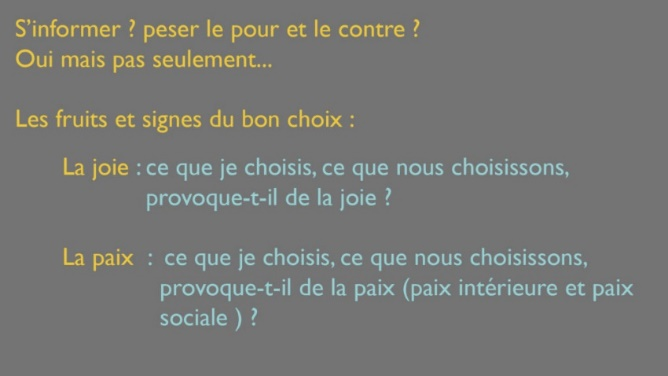 S'informer ? peser le pour et le contre ?
Oui mais pas seulement...
Les fruits et signes du bon choix :
La joie : ce que je choisis, ce que nous choisissons,
provoque-t-il de la joie ?
La paix : ce que je choisis, ce que nous choisissons,
provoque-t-il de la paix (paix intérieure et paix
sociale ) ?